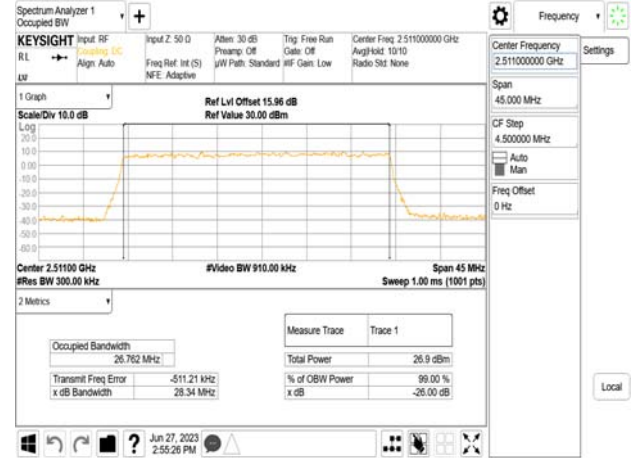 Spectrum Analyzer 1
Occupied BW
Frequency
KEYSIGHT Input: RF Input Z: 50 Ω Atten: 30 dB Trig: Free Run Center Freq: 2.511000000 GHz
RL Coupling: DC Preamp: Off Gate: Off Avg|Hold: 10/10
Align: Auto Freq Ref: Int (S) µW Path: Standard #IF Gain: Low Radio Std: None
NFE: Adaptive
1 Graph
Ref Lvl Offset 15.96 dB
Scale/Div 10.0 dB Ref Value 30.00 dBm
Log
20.0
10.0
0.00
-10.0
-20.0
-30.0
-40.0
-50.0
-60.0
Center 2.51100 GHz #Video BW 910.00 kHz Span 45 MHz
#Res BW 300.00 kHz Sweep 1.00 ms (1001 pts)
2 Metrics
Measure Trace Trace 1
Occupied Bandwidth
26.762 MHz Total Power 26.9 dBm
Transmit Freq Error -511.21 kHz % of OBW Power 99.00 %
x dB Bandwidth 28.34 MHz x dB -26.00 dB
Jun 27, 2023
2:55:26 PM
Center Frequency
2.511000000 GHz
Settings
Span
45.000 MHz
CF Step
4.500000 MHz
Auto
Man
Freq Offset
0 Hz
Local